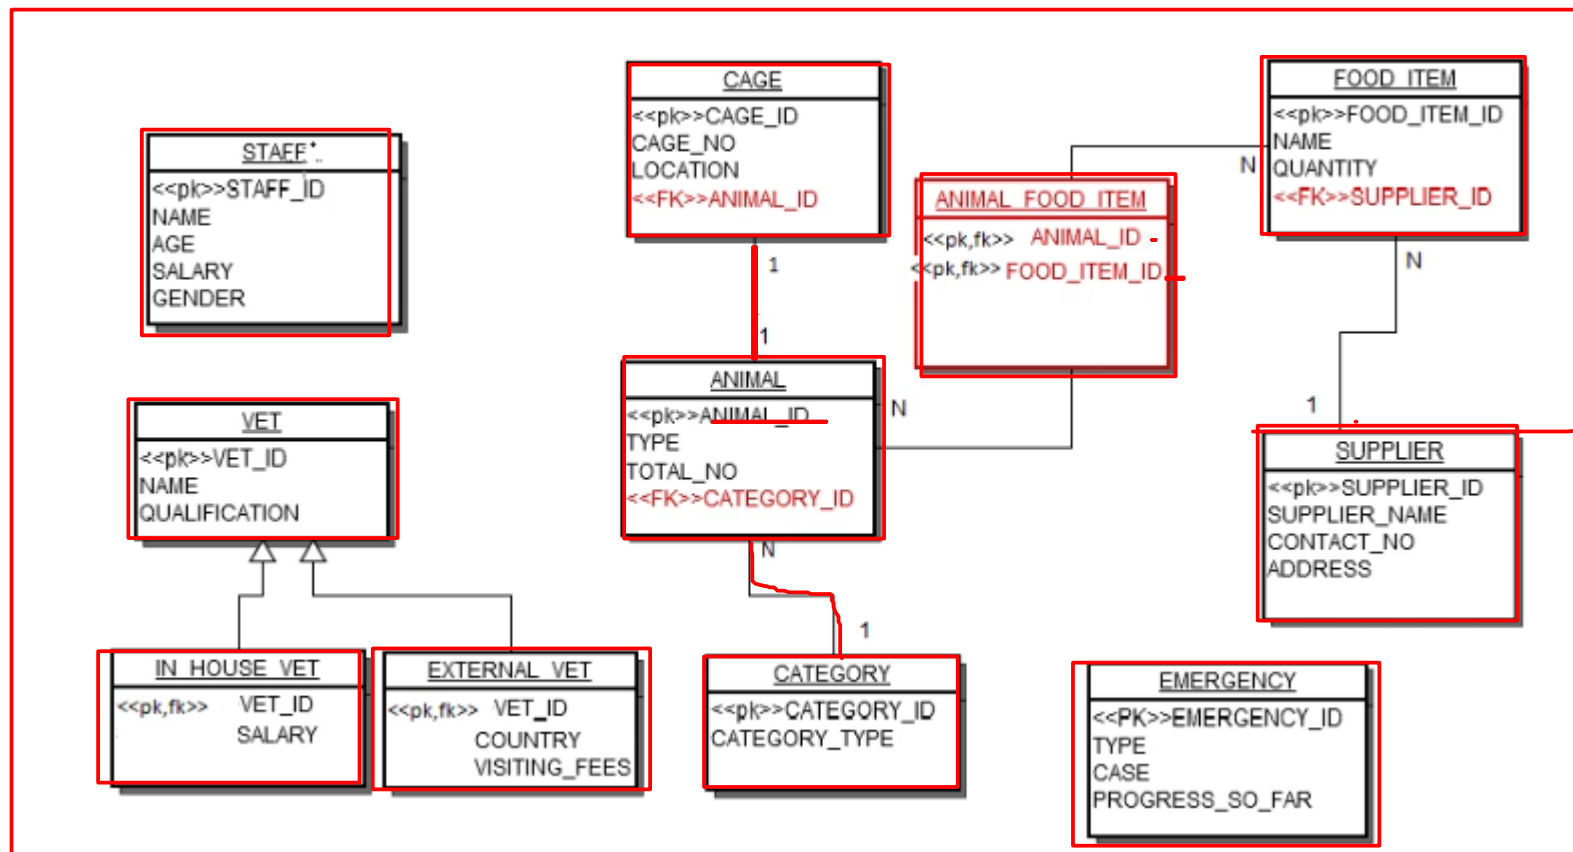 CAGE
<<pk>>CAGE_ID
CAGE_NO
LOCATION
<<FK>>ANIMAL_ID
FOOD_ITEM
<<pk>>FOOD_ITEM_ID
NAME
QUANTITY
<<FK>>SUPPLIER_ID
STAFF
<<pk>>STAFF_ID
NAME
AGE
SALARY
GENDER
ANIMAL_FOOD_ITEM
<<pk,fk>> ANIMAL_ID
<<pk,fk>> FOOD_ITEM_ID
N
N
1
1
ANIMAL
<<pk>>ANIMAL_ID
TYPE
TOTAL_NO
<<FK>>CATEGORY_ID
N
N
1
VET
<<pk>>VET_ID
NAME
QUALIFICATION
SUPPLIER
<<pk>>SUPPLIER_ID
SUPPLIER_NAME
CONTACT_NO
ADDRESS
1
IN_HOUSE_VET
<<pk,fk>> VET_ID
SALARY
EXTERNAL_VET
<<pk,fk>> VET_ID
COUNTRY
VISITING_FEES
CATEGORY
<<pk>>CATEGORY_ID
CATEGORY_TYPE
EMERGENCY
<<PK>>EMERGENCY_ID
TYPE
CASE
PROGRESS_SO_FAR